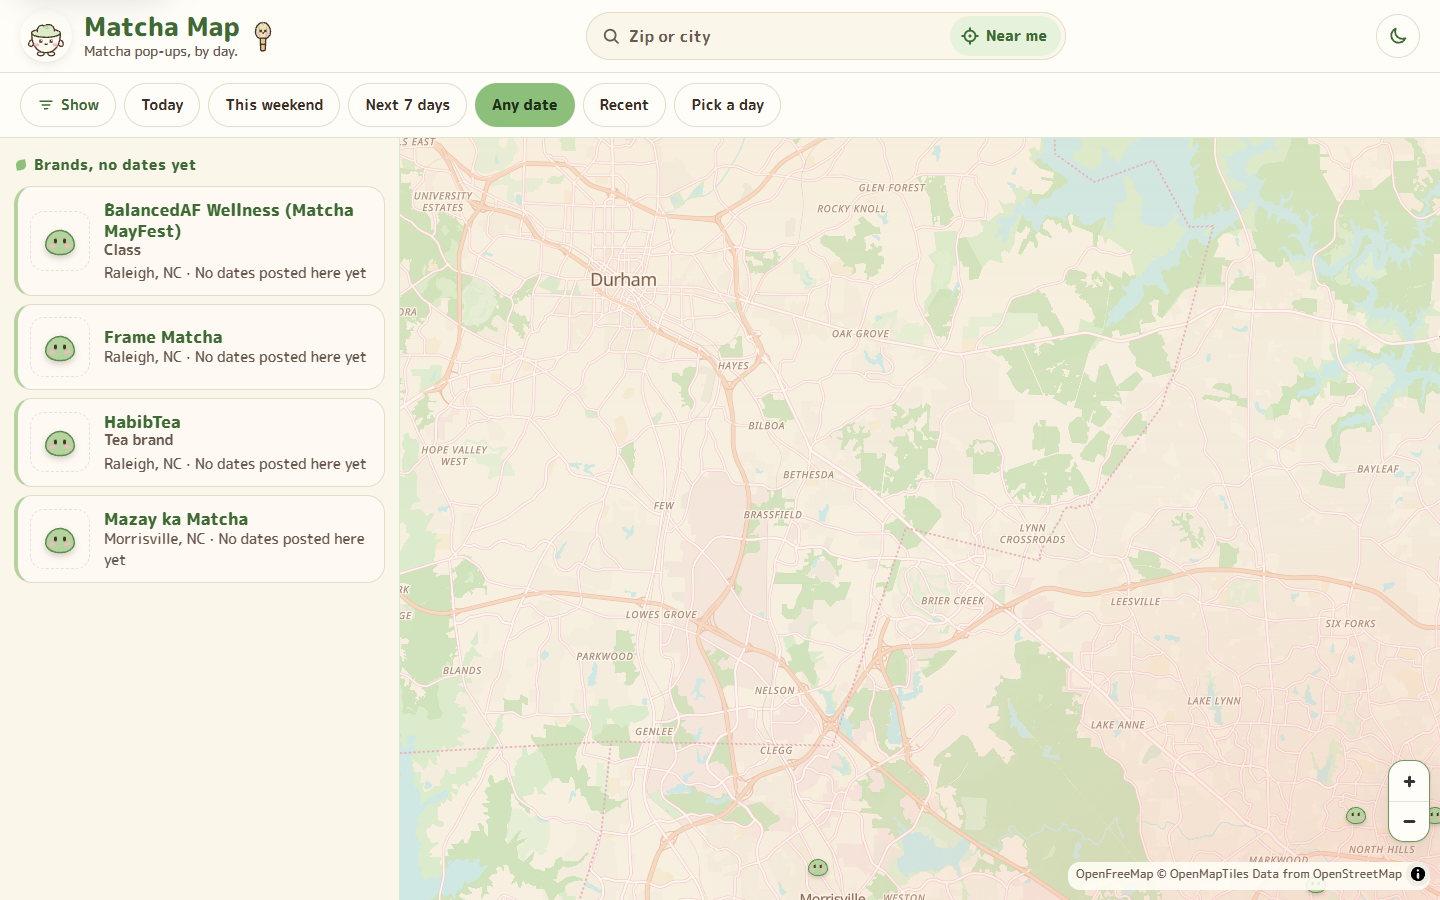 Matcha Map
Matcha pop-ups, by day.
Zip or city
Near me
Show
Today
This weekend
Next 7 days
Any date
Recent
Pick a day
Brands, no dates yet
BalancedAF Wellness (Matcha
MayFest)
Class
Raleigh, NC · No dates posted here yet
Frame Matcha
Raleigh, NC · No dates posted here yet
HabibTea
Tea brand
Raleigh, NC · No dates posted here yet
Mazay ka Matcha
Morrisville, NC · No dates posted here
yet
S EAST
UNIVERSITY
ESTATES
GLEN FOREST
ROCKY KNOLL
Durham
ORA
OAK GROVE
HAYES
BILBOA
HOPE VALLEY
WEST
BETHESDA
BAYLEAF
FEW
BRASSFIELD
LYNN
CROSSROADS
RK
GE
LOWES GROVE
BRIER CREEK
LEESVILLE
SIX FORKS
PARKWOOD
BLANDS
NELSON
LAKE LYNN
LAKE ANNE
GENLEE
CLEGG
+
−
NORTH HILLS
MARKWOOD
OpenFreeMap © OpenMapTiles Data from OpenStreetMap
Morrisville
WESTON